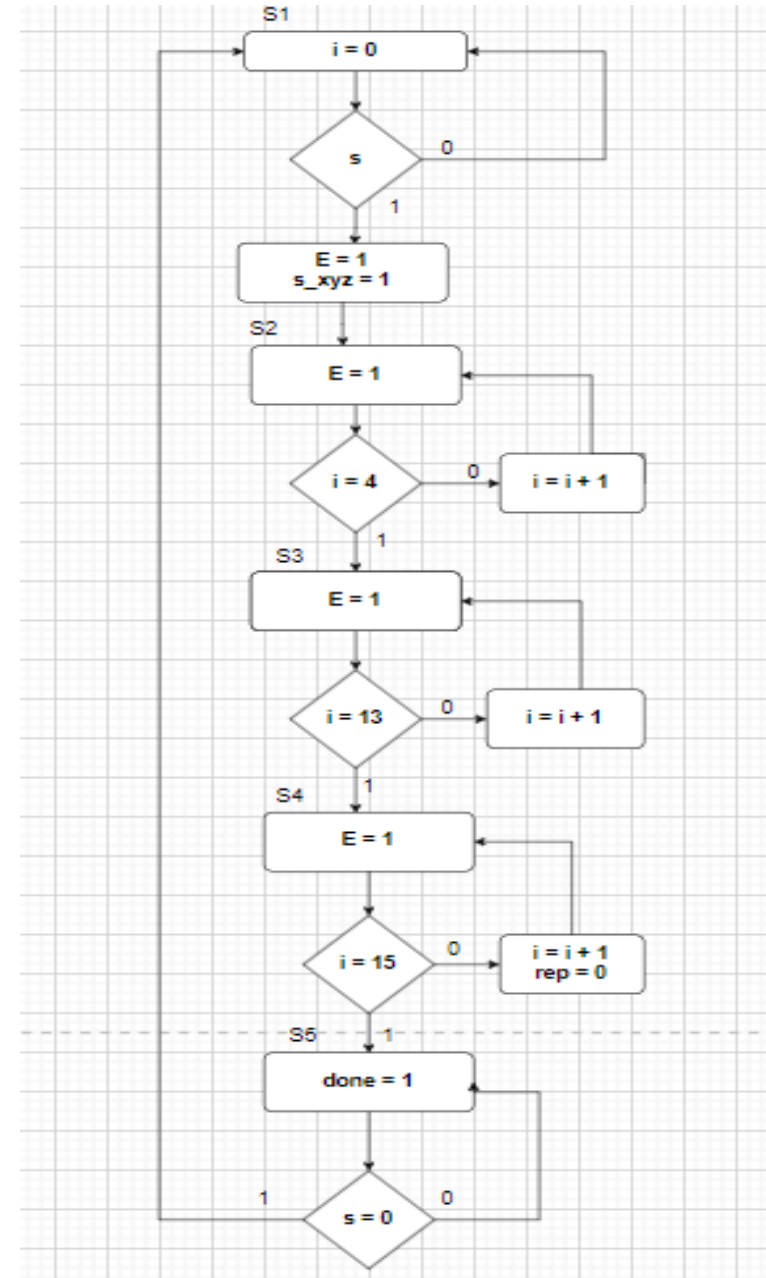 S1
i = 0
s
0
1
E = 1
s_xyz = 1
S2
E = 1
i = 4
0
i = i + 1
1
S3
E = 1
i = 13
0
i = i + 1
1
S4
E = 1
i = 15
0
i = i + 1
rep = 0
S5
1
done = 1
1
s = 0
0